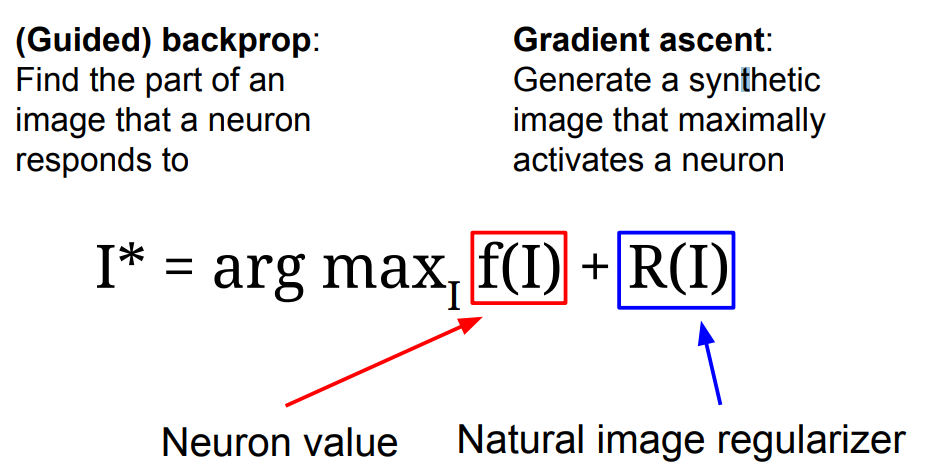 (Guided) backprop:
Find the part of an
image that a neuron
responds to
Gradient ascent:
Generate a synthetic
image that maximally
activates a neuron
I* = arg max_I f(I) + R(I)
Neuron value
Natural image regularizer